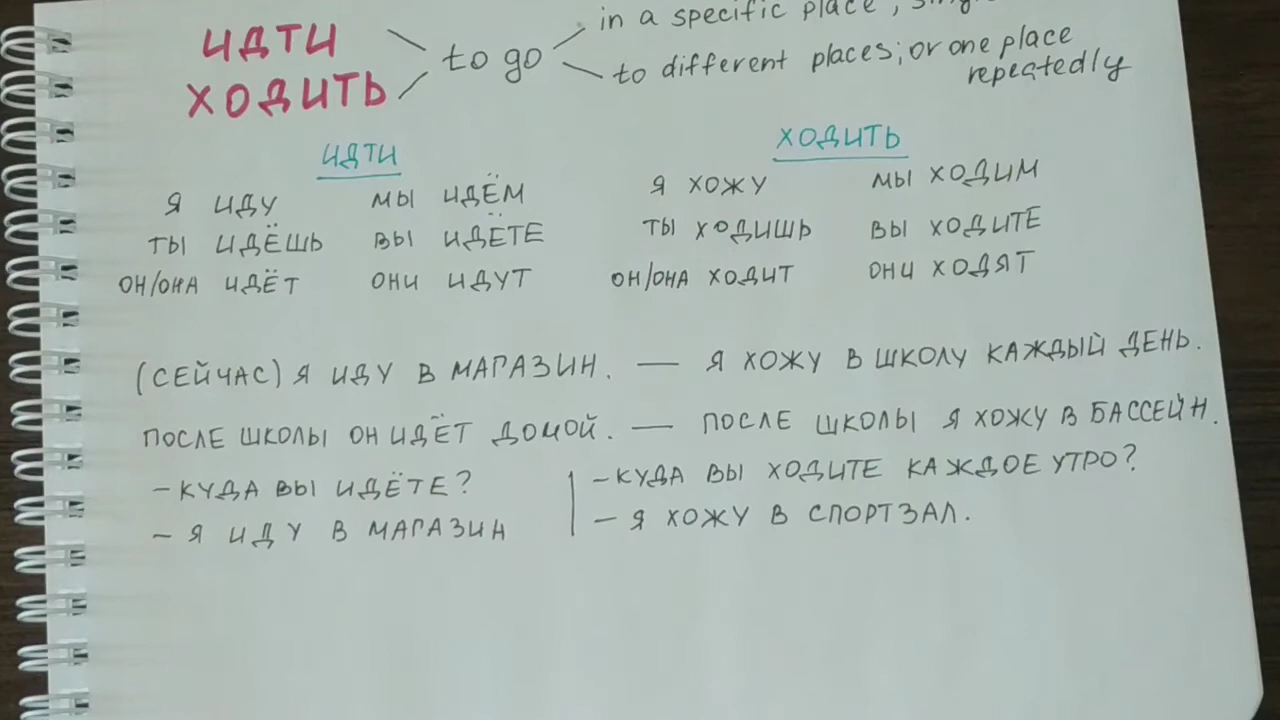 in a specific place,
ИДТИ
ХОДИТЬ
to go
to different places; or one place
repeatedly
ИДТИ
Я ИДУ МЫ ИДЁМ
ТЫ ИДЁШЬ ВЫ ИДЁТЕ
ОН/ОНА ИДЁТ ОНИ ИДУТ
ХОДИТЬ
Я ХОЖУ МЫ ХОДИМ
ТЫ ХОДИШЬ ВЫ ХОДИТЕ
ОН/ОНА ХОДИТ ОНИ ХОДЯТ
(СЕЙЧАС) Я ИДУ В МАГАЗИН. — Я ХОЖУ В ШКОЛУ КАЖДЫЙ ДЕНЬ.
ПОСЛЕ ШКОЛЫ ОН ИДЁТ ДОМОЙ. — ПОСЛЕ ШКОЛЫ Я ХОЖУ В БАССЕЙН.
- КУДА ВЫ ИДЁТЕ?
- Я ИДУ В МАГАЗИН
- КУДА ВЫ ХОДИТЕ КАЖДОЕ УТРО?
- Я ХОЖУ В СПОРТЗАЛ.